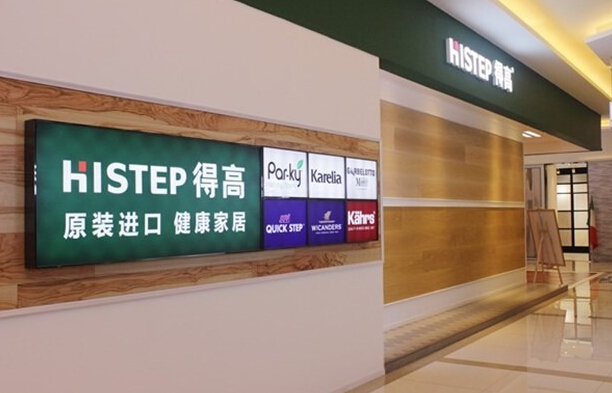 HISTEP 得高
HISTEP 得高
原装进口 健康家居
Par-ky
Karelia
GARBELOTTO
QUICK STEP
WICANDERS
Kährs